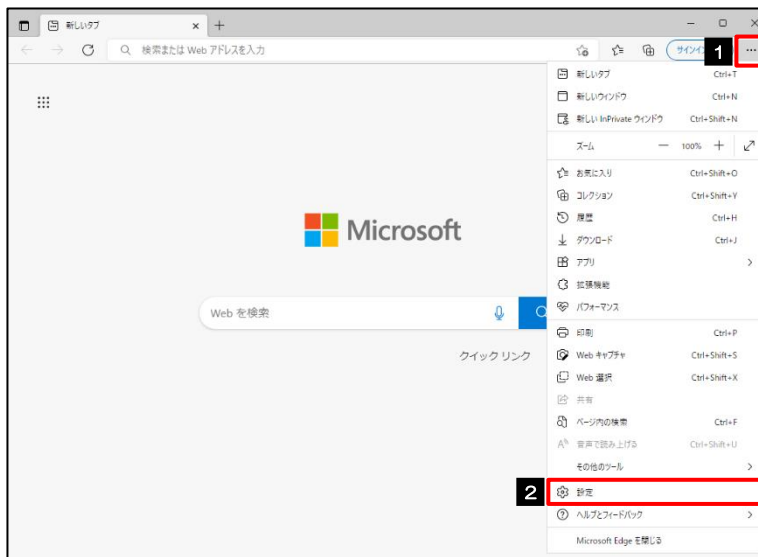 新しいタブ
検索または Web アドレスを入力
1
新しいタブ Ctrl+T
新しいウィンドウ Ctrl+N
新しい InPrivate ウィンドウ Ctrl+Shift+N
ズーム 100%
お気に入り Ctrl+Shift+O
コレクション Ctrl+Shift+Y
履歴 Ctrl+H
ダウンロード Ctrl+J
アプリ
拡張機能
パフォーマンス
印刷 Ctrl+P
Web キャプチャ Ctrl+Shift+S
Web 選択 Ctrl+Shift+X
共有
ページ内の検索 Ctrl+F
音声で読み上げる Ctrl+Shift+U
その他のツール
2 設定
ヘルプとフィードバック
Microsoft Edge を閉じる
Microsoft
Web を検索
クイック リンク